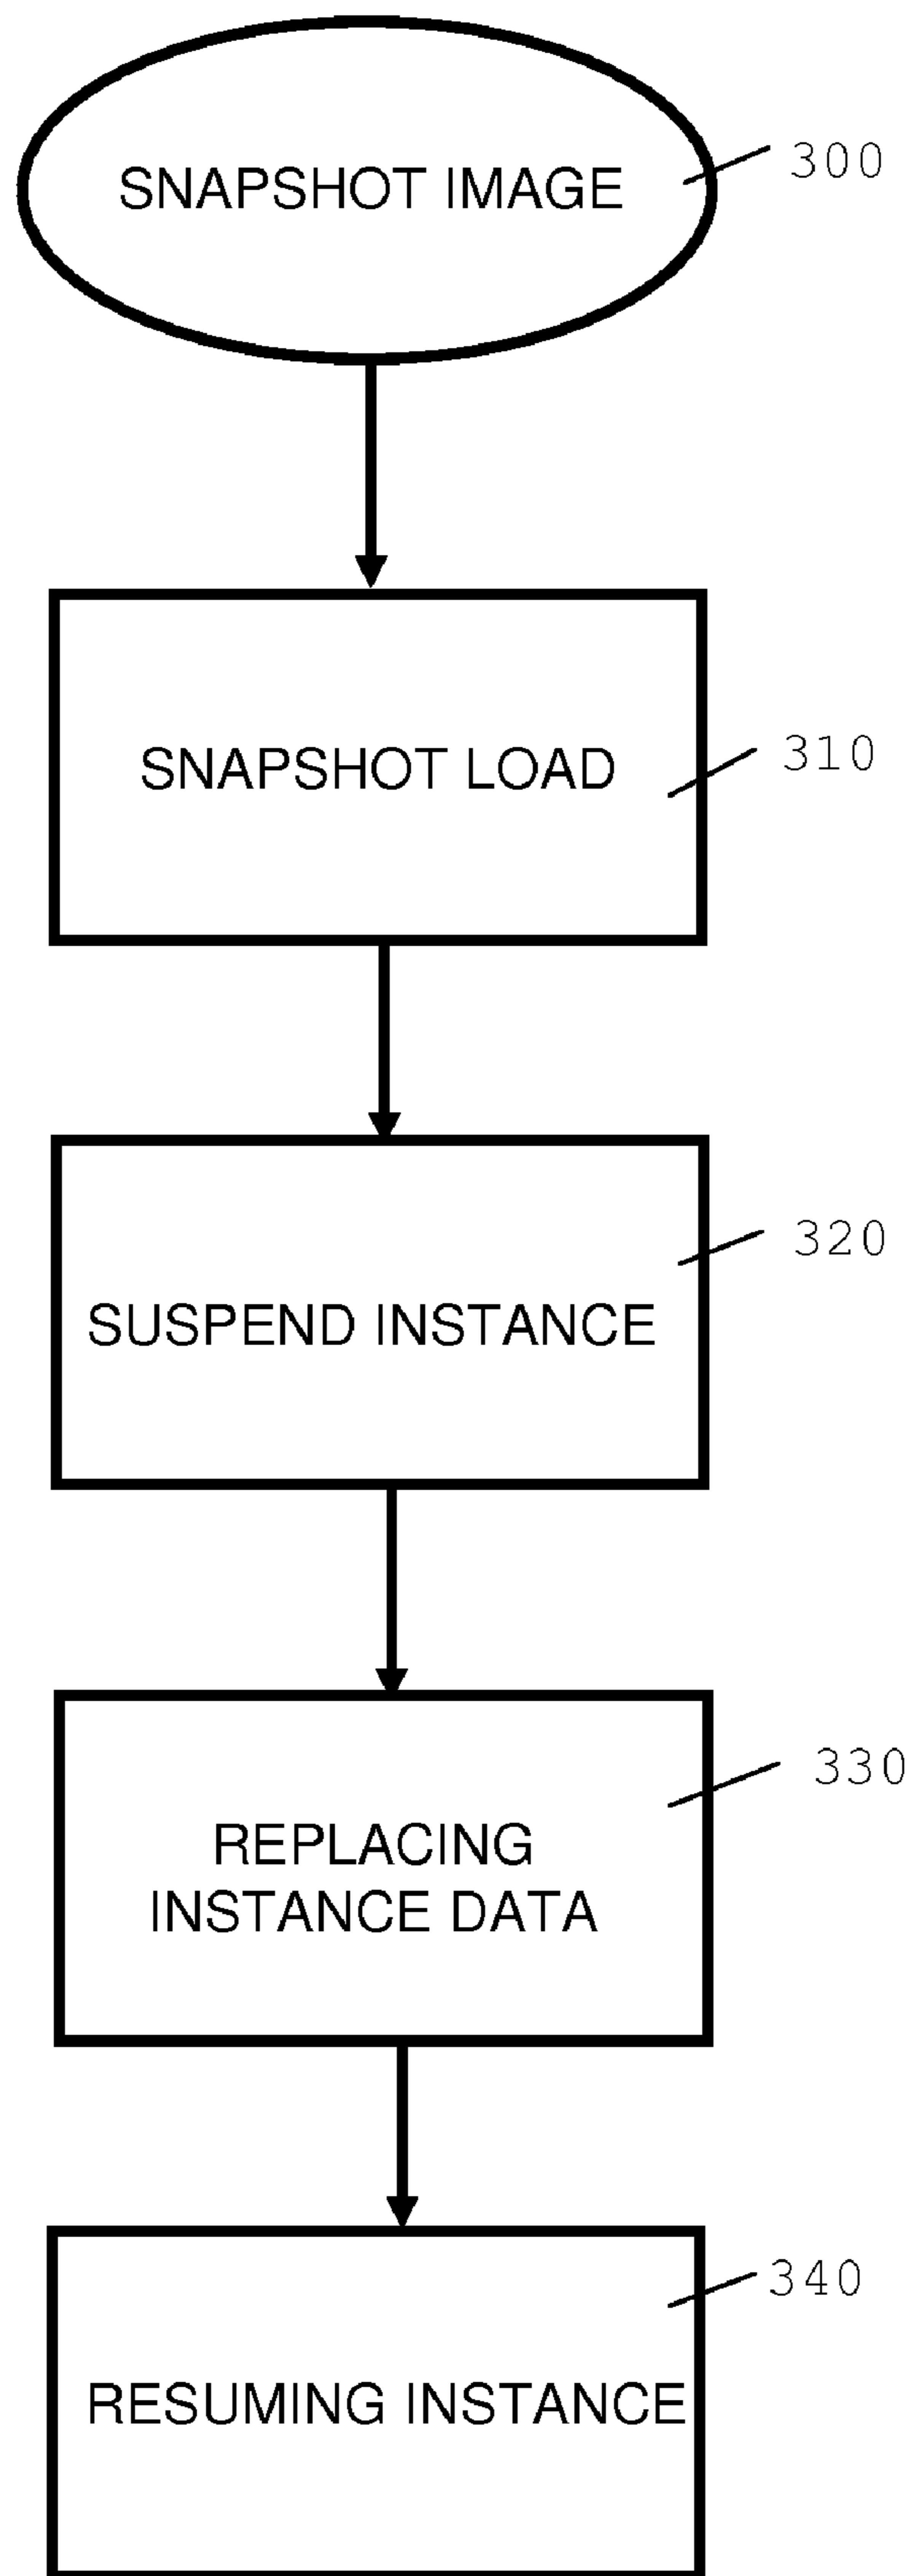 SNAPSHOT IMAGE
300
SNAPSHOT LOAD
310
320
SUSPEND INSTANCE
330
REPLACING
INSTANCE DATA
340
RESUMING INSTANCE